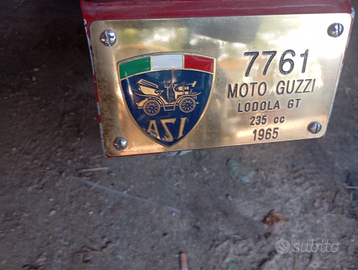 7761
MOTO GUZZI
LODOLA GT
235 cc
1965
ASI
subito